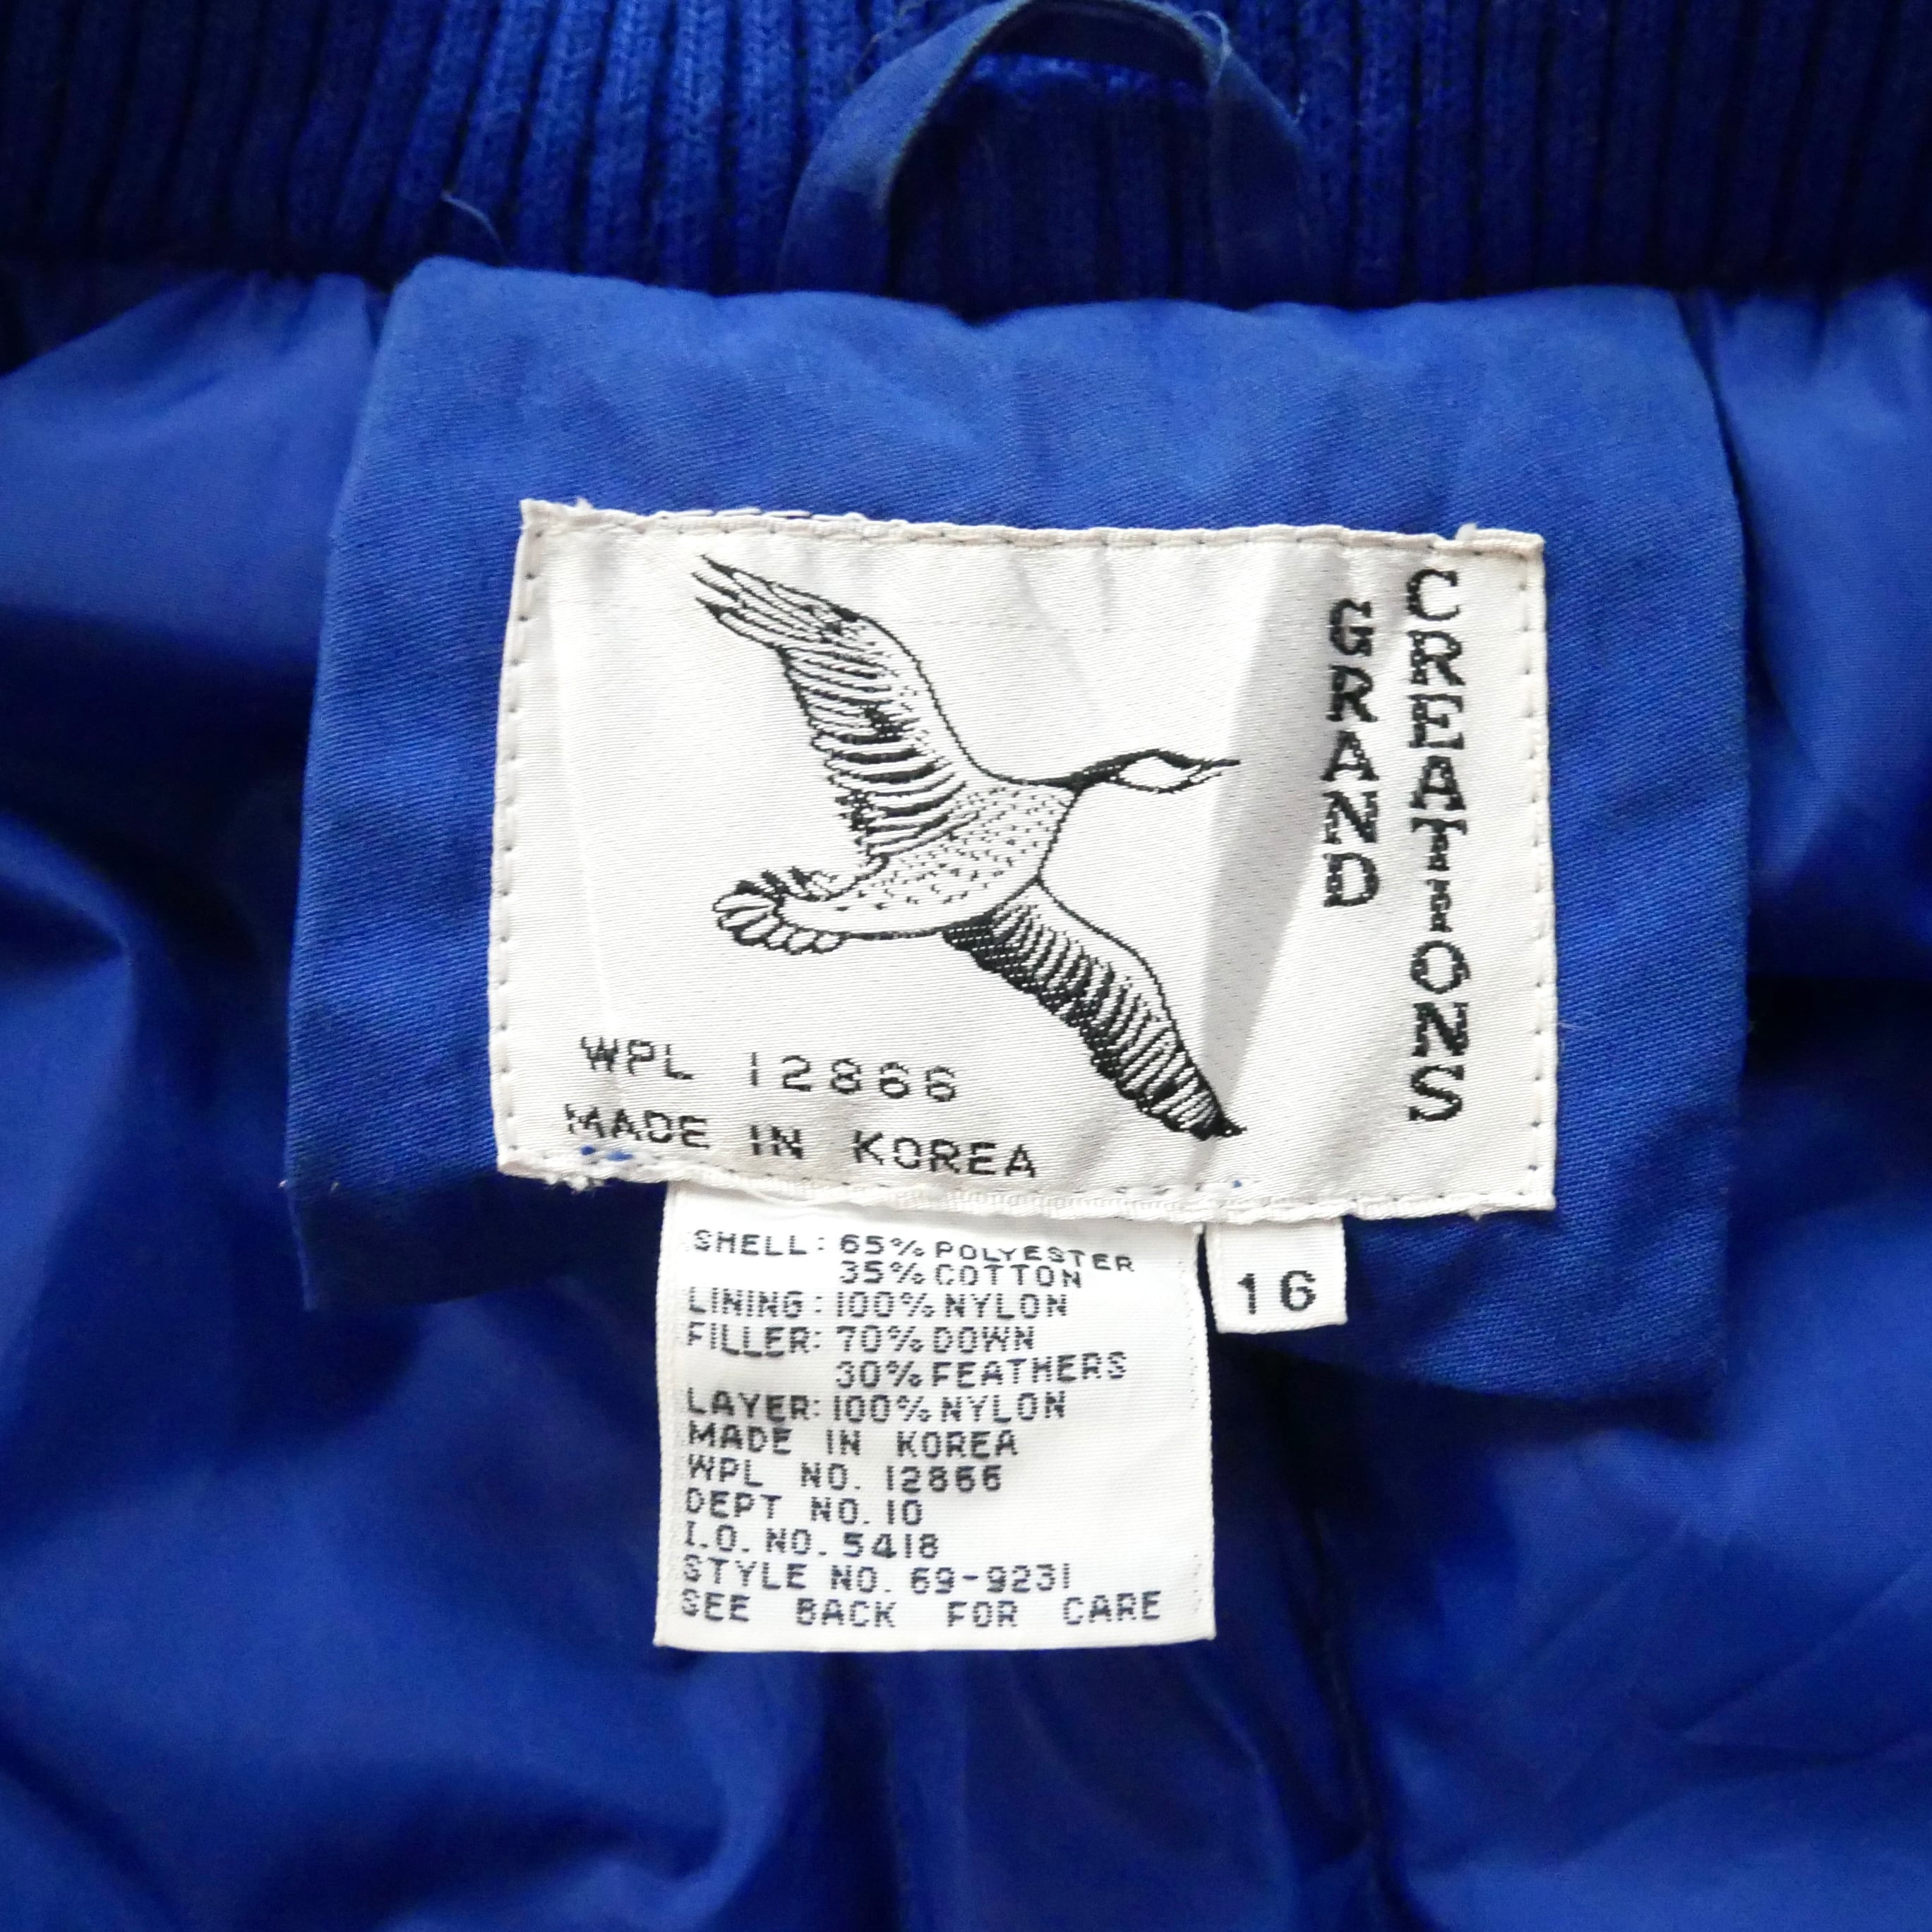 GRAND
CREATIONS
WPL 12866
MADE IN KOREA
SHELL: 65% POLYESTER
35% COTTON
LINING: 100% NYLON
FILLER: 70% DOWN
30% FEATHERS
LAYER: 100% NYLON
MADE IN KOREA
WPL NO. 12866
DEPT NO. 10
I.O. NO. 5418
STYLE NO. 69-9231
SEE BACK FOR CARE
16